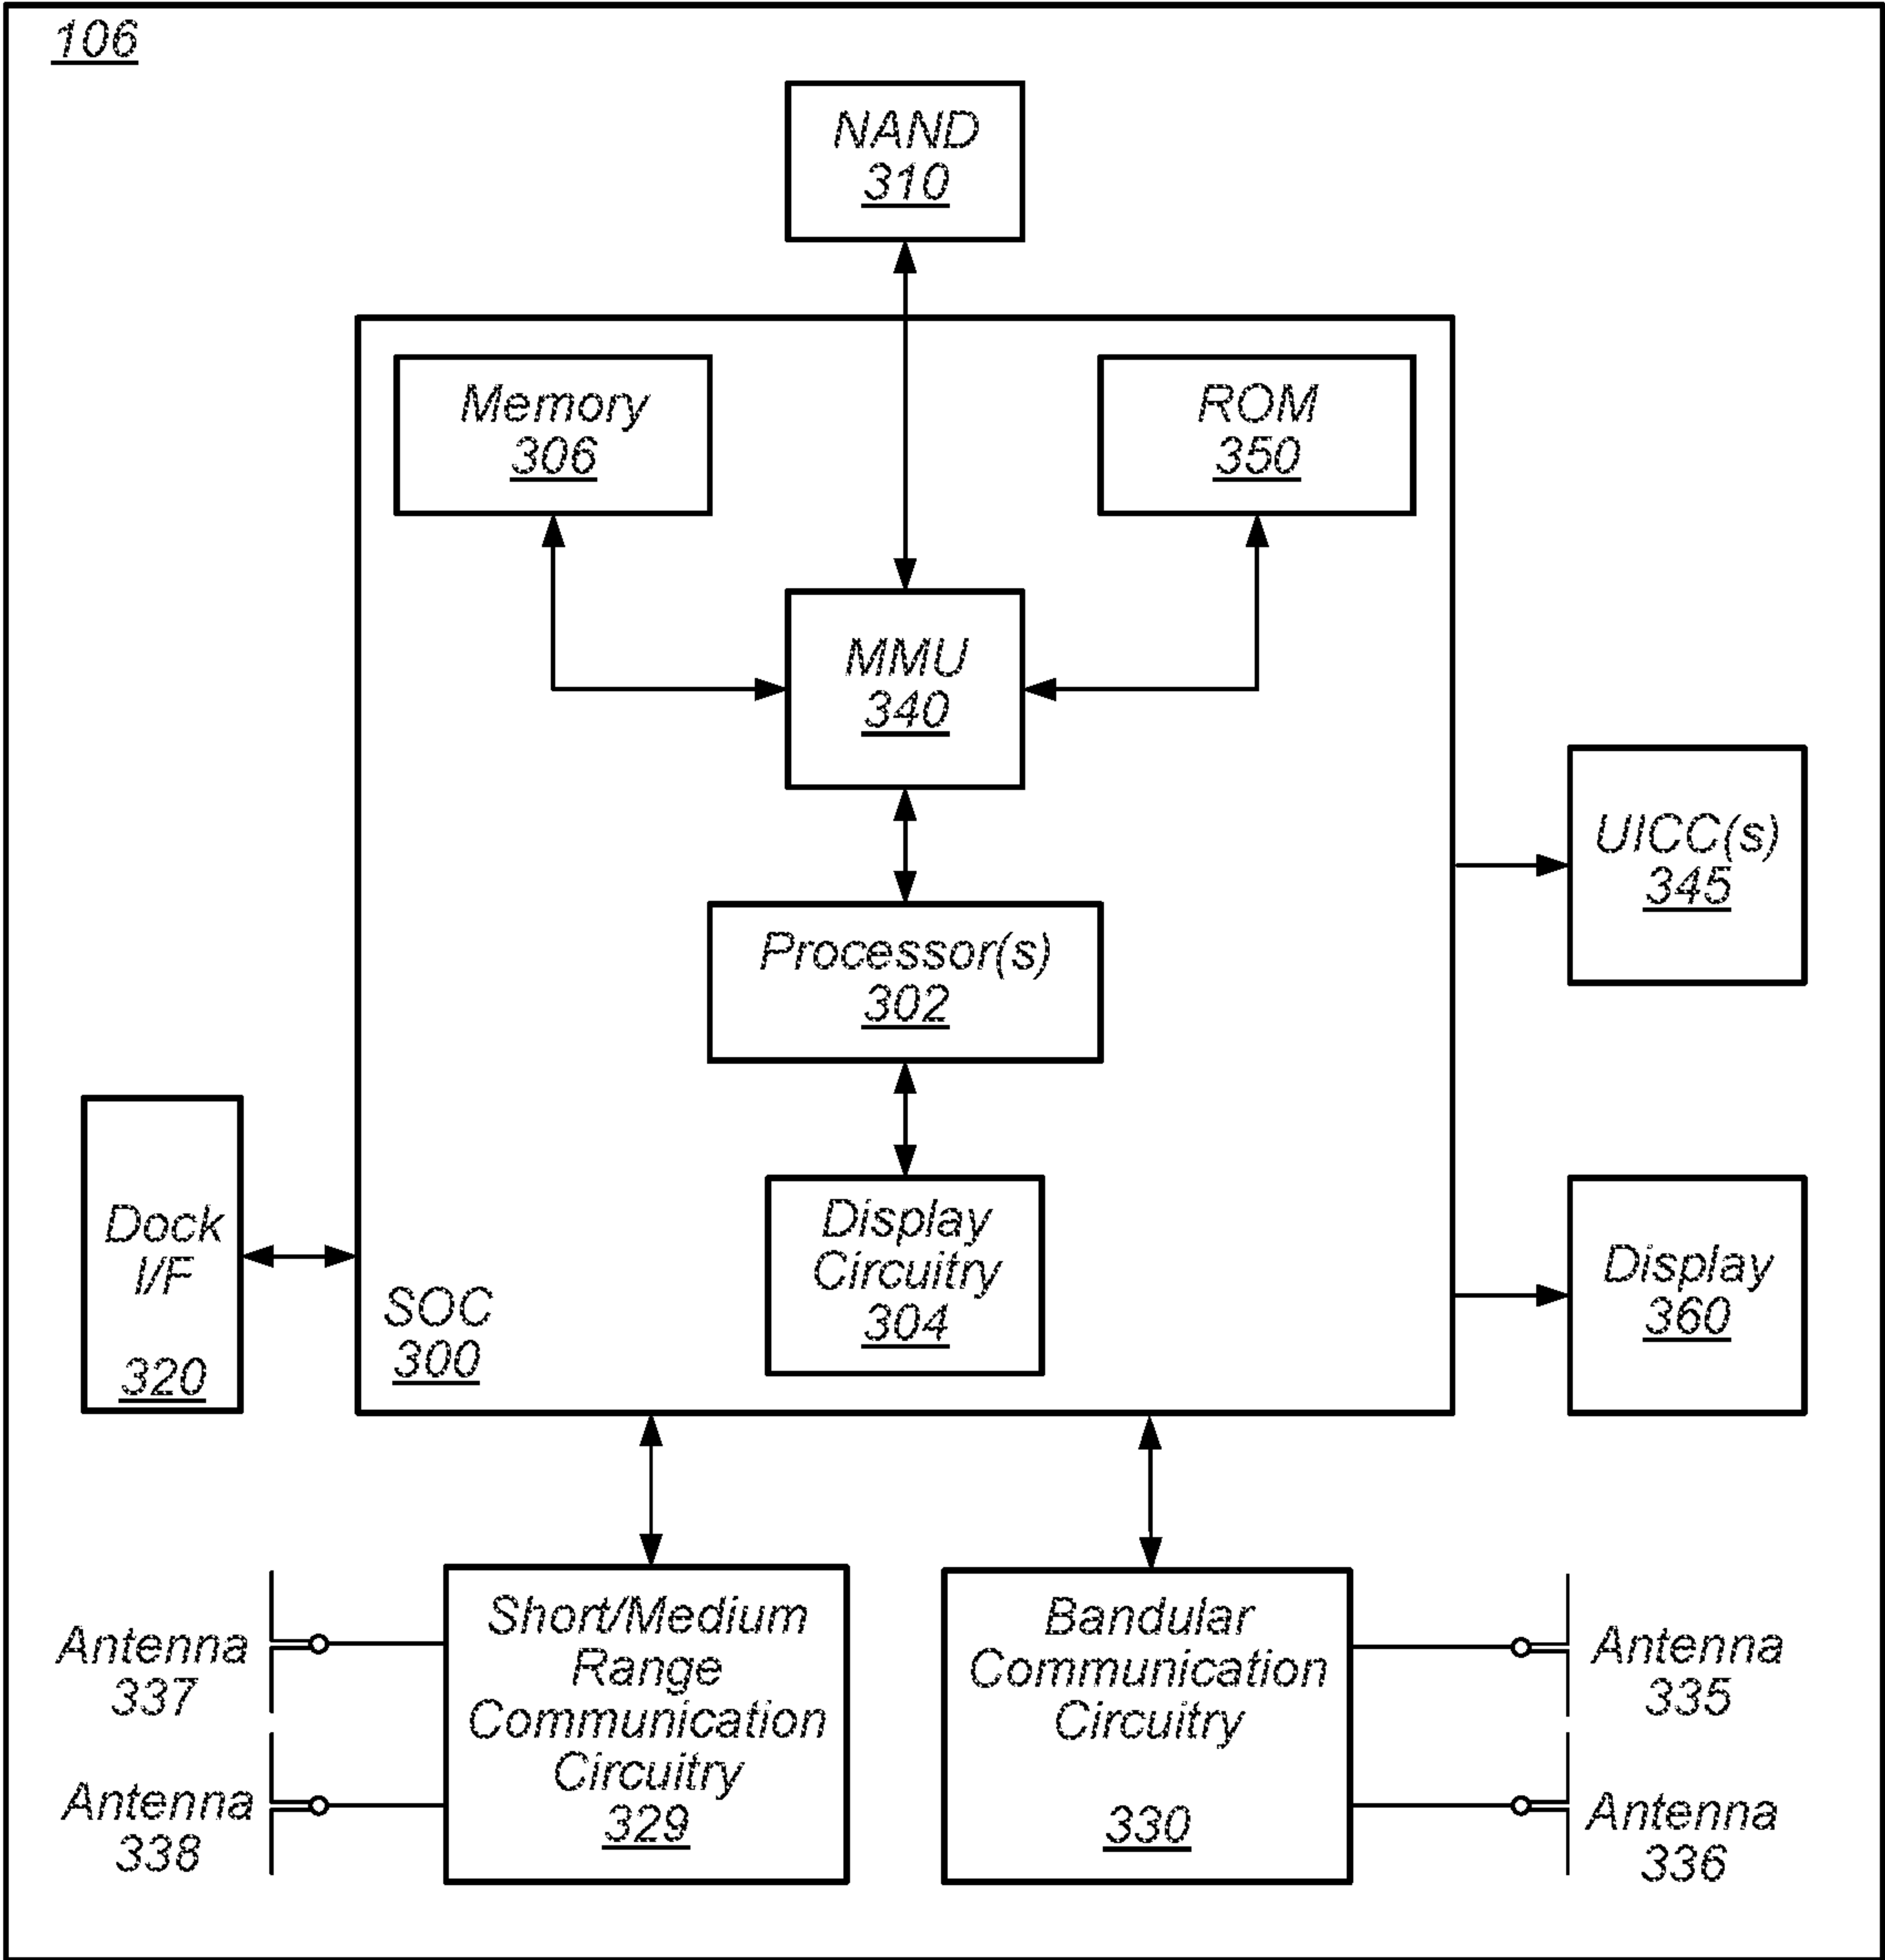 106
NAND
310
Memory
306
ROM
350
MMU
340
UICC(s)
345
Processor(s)
302
Dock
I/F
320
Display
Circuitry
304
SOC
300
Display
360
Short/Medium
Range
Communication
Circuitry
329
Bandular
Communication
Circuitry
330
Antenna
337
Antenna
338
Antenna
335
Antenna
336